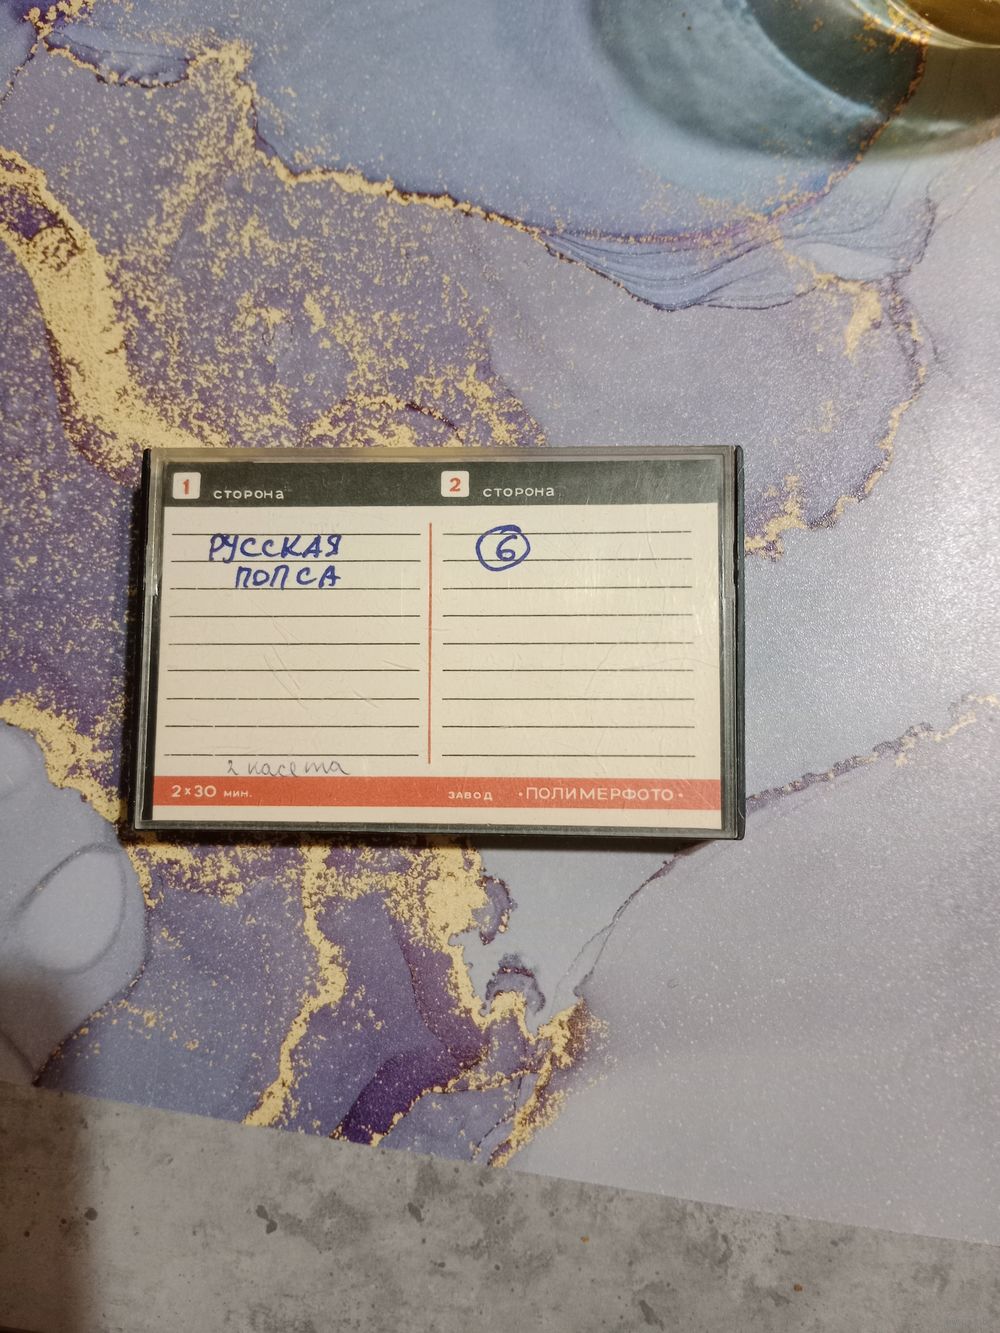 1 сторона
2 сторона
РУССКАЯ
ПОПСА
6
2 касета
2×30 мин.
завод ·ПОЛИМЕРФОТО·